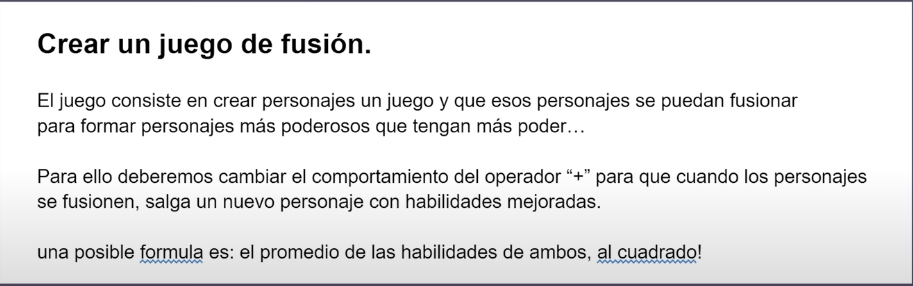 Crear un juego de fusión.
El juego consiste en crear personajes un juego y que esos personajes se puedan fusionar
para formar personajes más poderosos que tengan más poder…
Para ello deberemos cambiar el comportamiento del operador “+” para que cuando los personajes
se fusionen, salga un nuevo personaje con habilidades mejoradas.
una posible formula es: el promedio de las habilidades de ambos, al cuadrado!